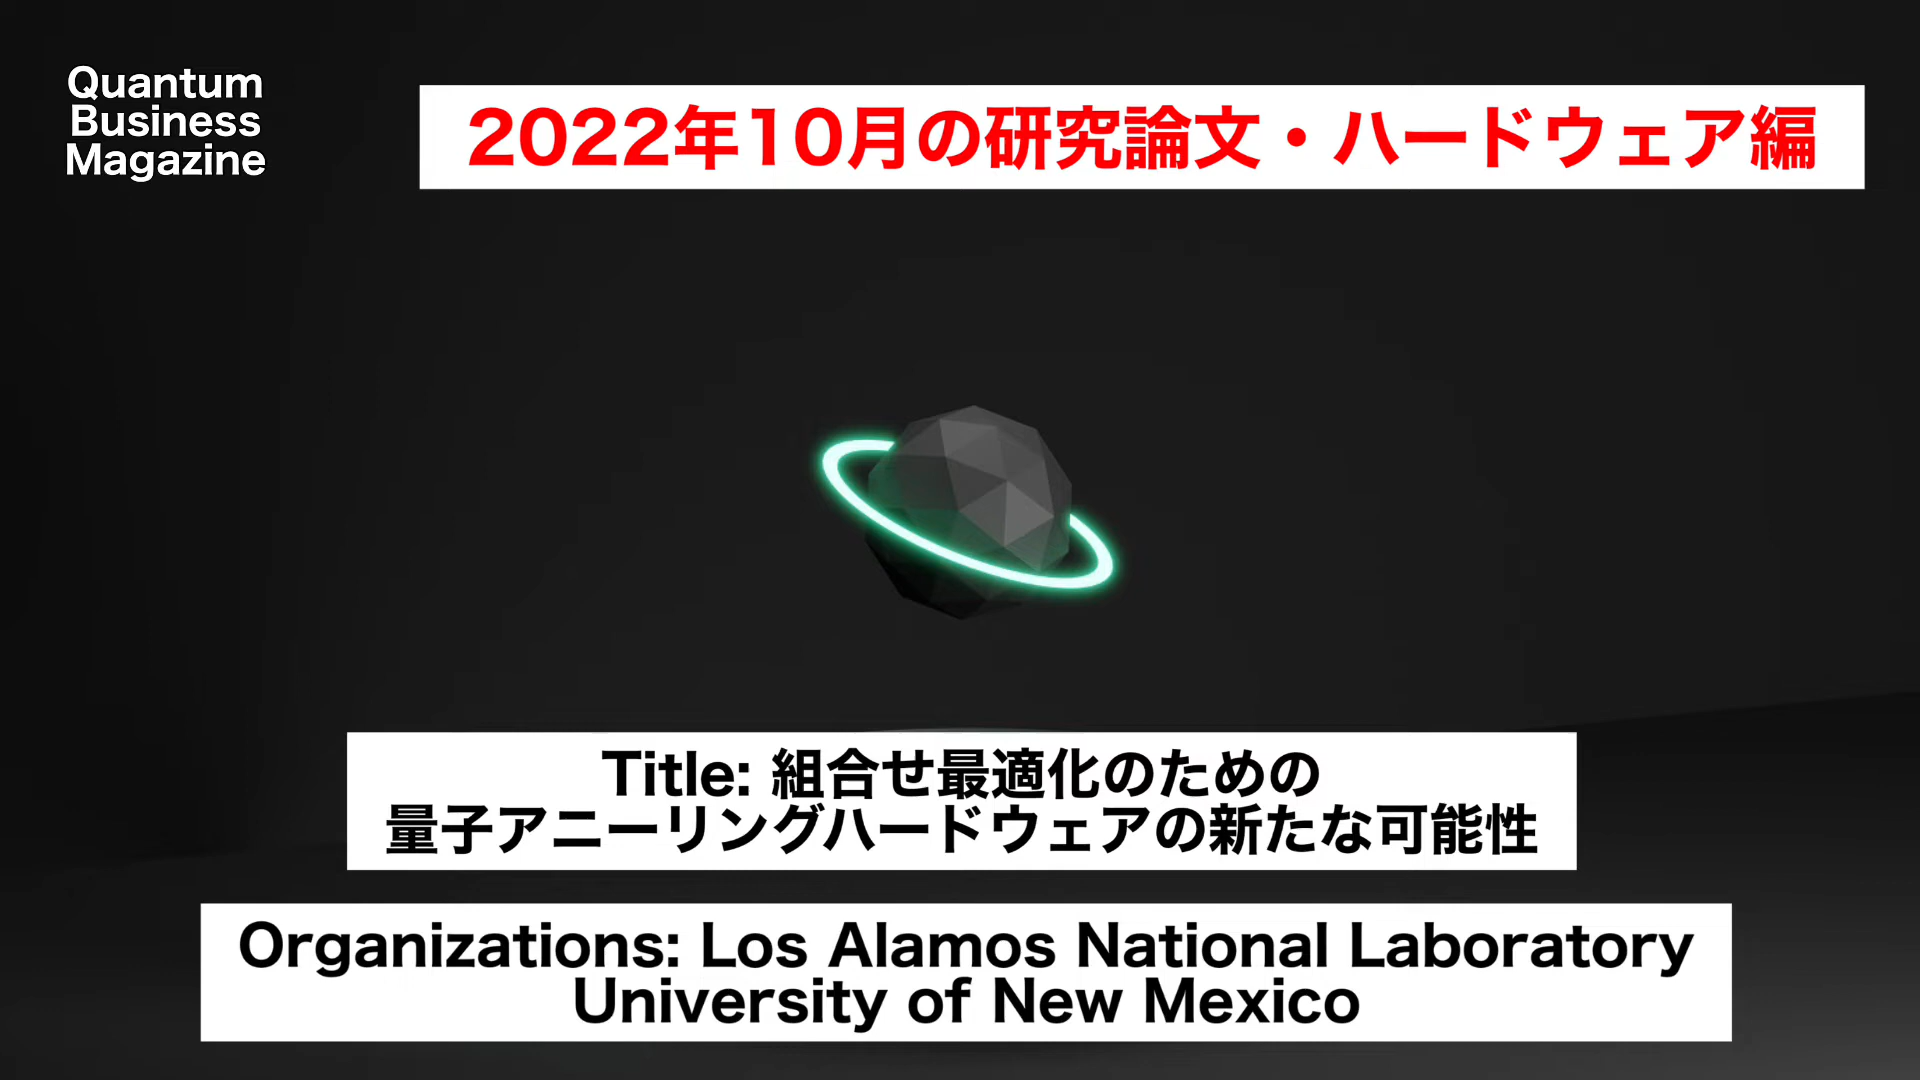 Quantum
Business
Magazine
2022年10月の研究論文・ハードウェア編
Title: 組合せ最適化のための
量子アニーリングハードウェアの新たな可能性
Organizations: Los Alamos National Laboratory
University of New Mexico